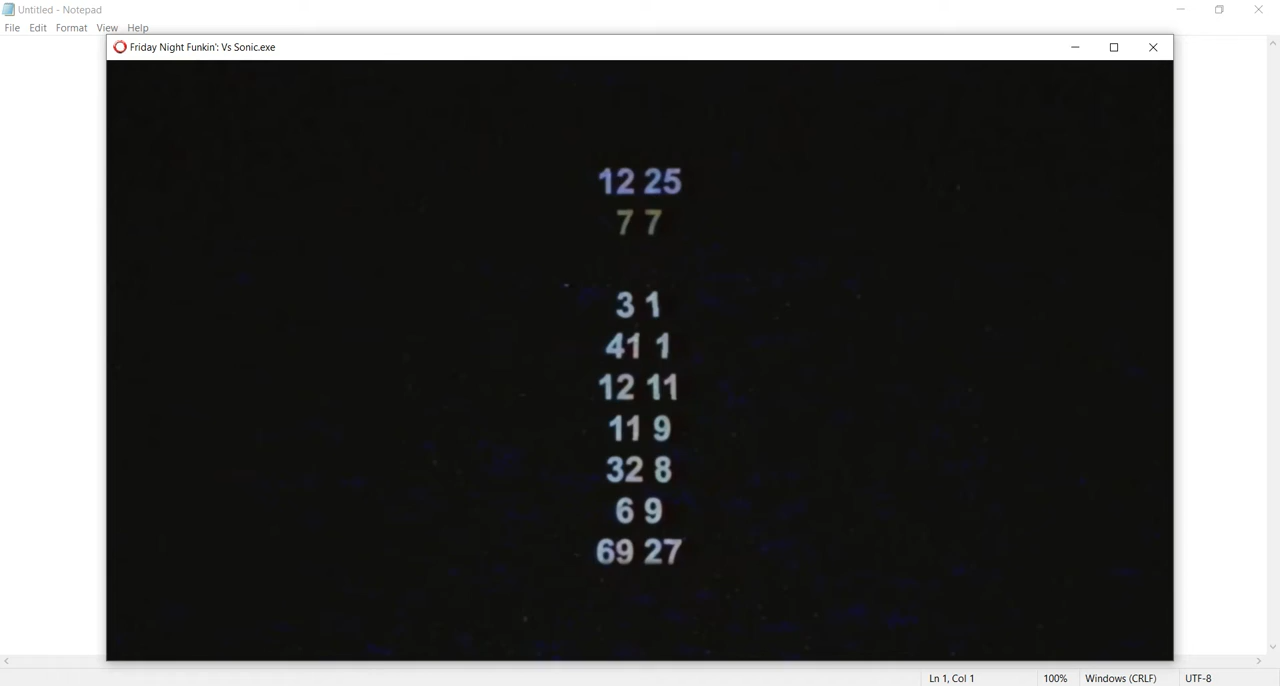 Untitled - Notepad
File Edit Format View Help
Friday Night Funkin': Vs Sonic.exe
12 25
7 7
3 1
41 1
12 11
11 9
32 8
6 9
69 27
Ln 1, Col 1 100% Windows (CRLF) UTF-8